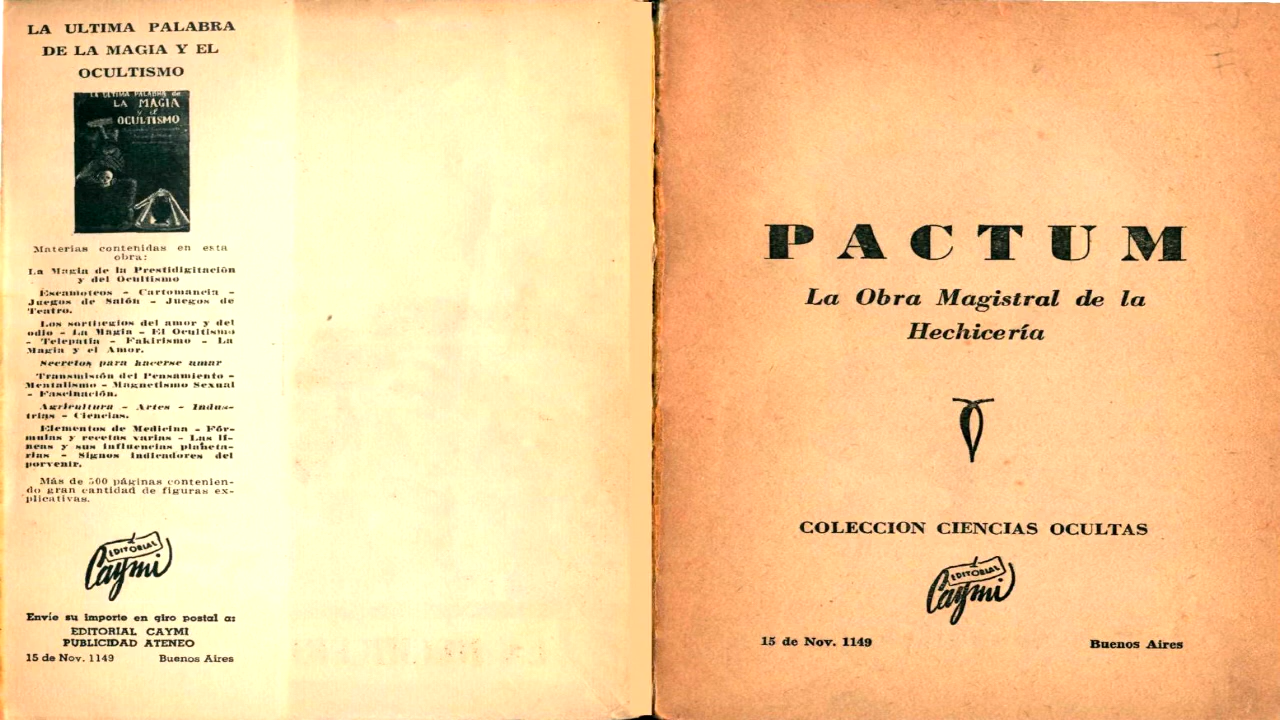 LA ULTIMA PALABRA
DE LA MAGIA Y EL
OCULTISMO
LA ULTIMA PALABRA de
LA MAGIA
y el
OCULTISMO
Materias contenidas en esta
obra:
La Magia de la Prestidigitación
y del Ocultismo
Escamoteos – Cartomancia –
Juegos de Salón – Juegos de
Teatro.
Los sortilegios del amor y del
odio – La Magia – El Ocultismo
– Telepatía – Fakirismo – La
Magia y el Amor.
Secretos para hacerse amar
Transmisión del Pensamiento –
Mentalismo – Magnetismo Sexual
– Fascinación.
Agricultura – Artes – Indus-
trias – Ciencias.
Elementos de Medicina – Fór-
mulas y recetas varias – Las lí-
neas y sus influencias planeta-
rias – Signos indicadores del
porvenir.
Más de 500 páginas contenien-
do gran cantidad de figuras ex-
plicativas.
EDITORIAL
Caymi
Envíe su importe en giro postal a:
EDITORIAL CAYMI
PUBLICIDAD ATENEO
15 de Nov. 1149 Buenos Aires
PACTUM
La Obra Magistral de la
Hechicería
COLECCION CIENCIAS OCULTAS
EDITORIAL
Caymi
15 de Nov. 1149 Buenos Aires